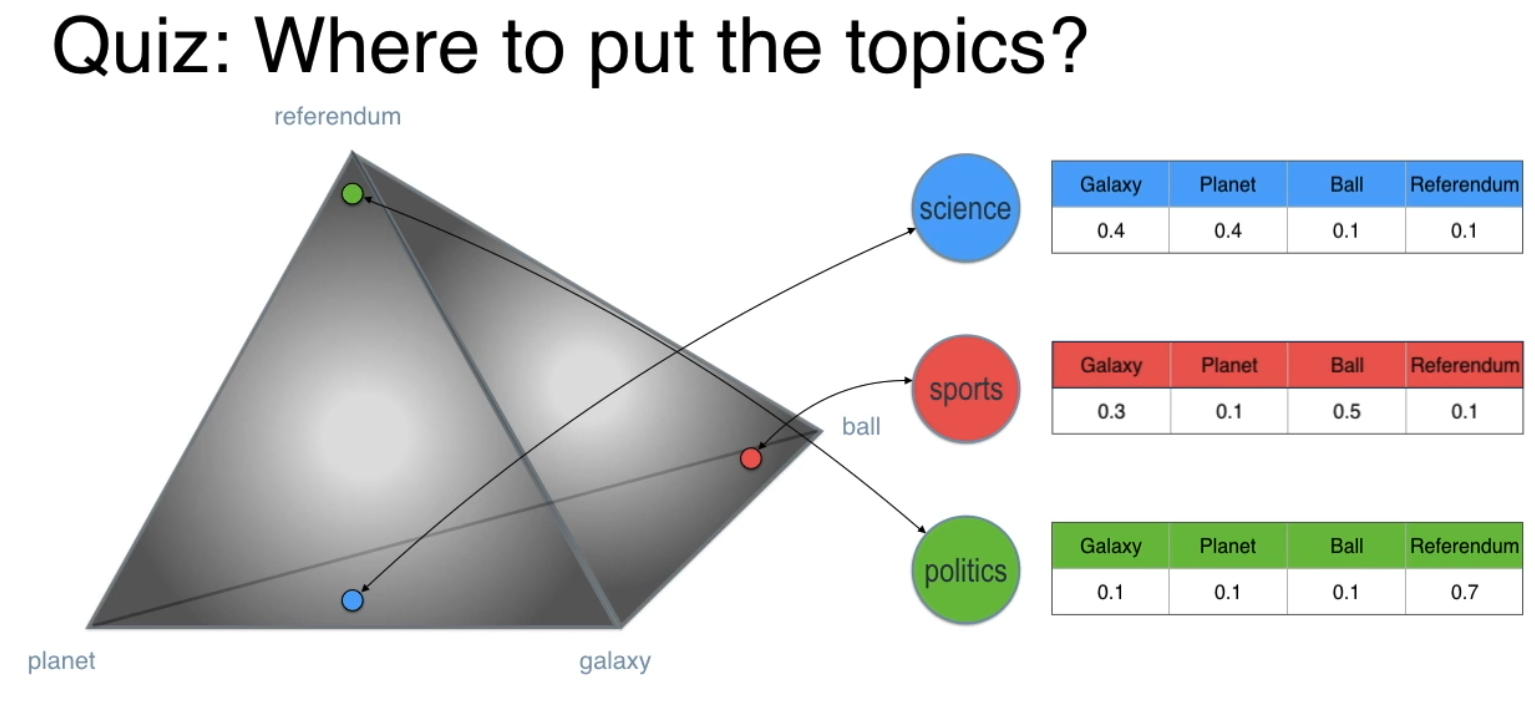 Quiz: Where to put the topics?
referendum
ball
planet
galaxy
science
Galaxy Planet Ball Referendum
0.4 0.4 0.1 0.1
sports
Galaxy Planet Ball Referendum
0.3 0.1 0.5 0.1
politics
Galaxy Planet Ball Referendum
0.1 0.1 0.1 0.7